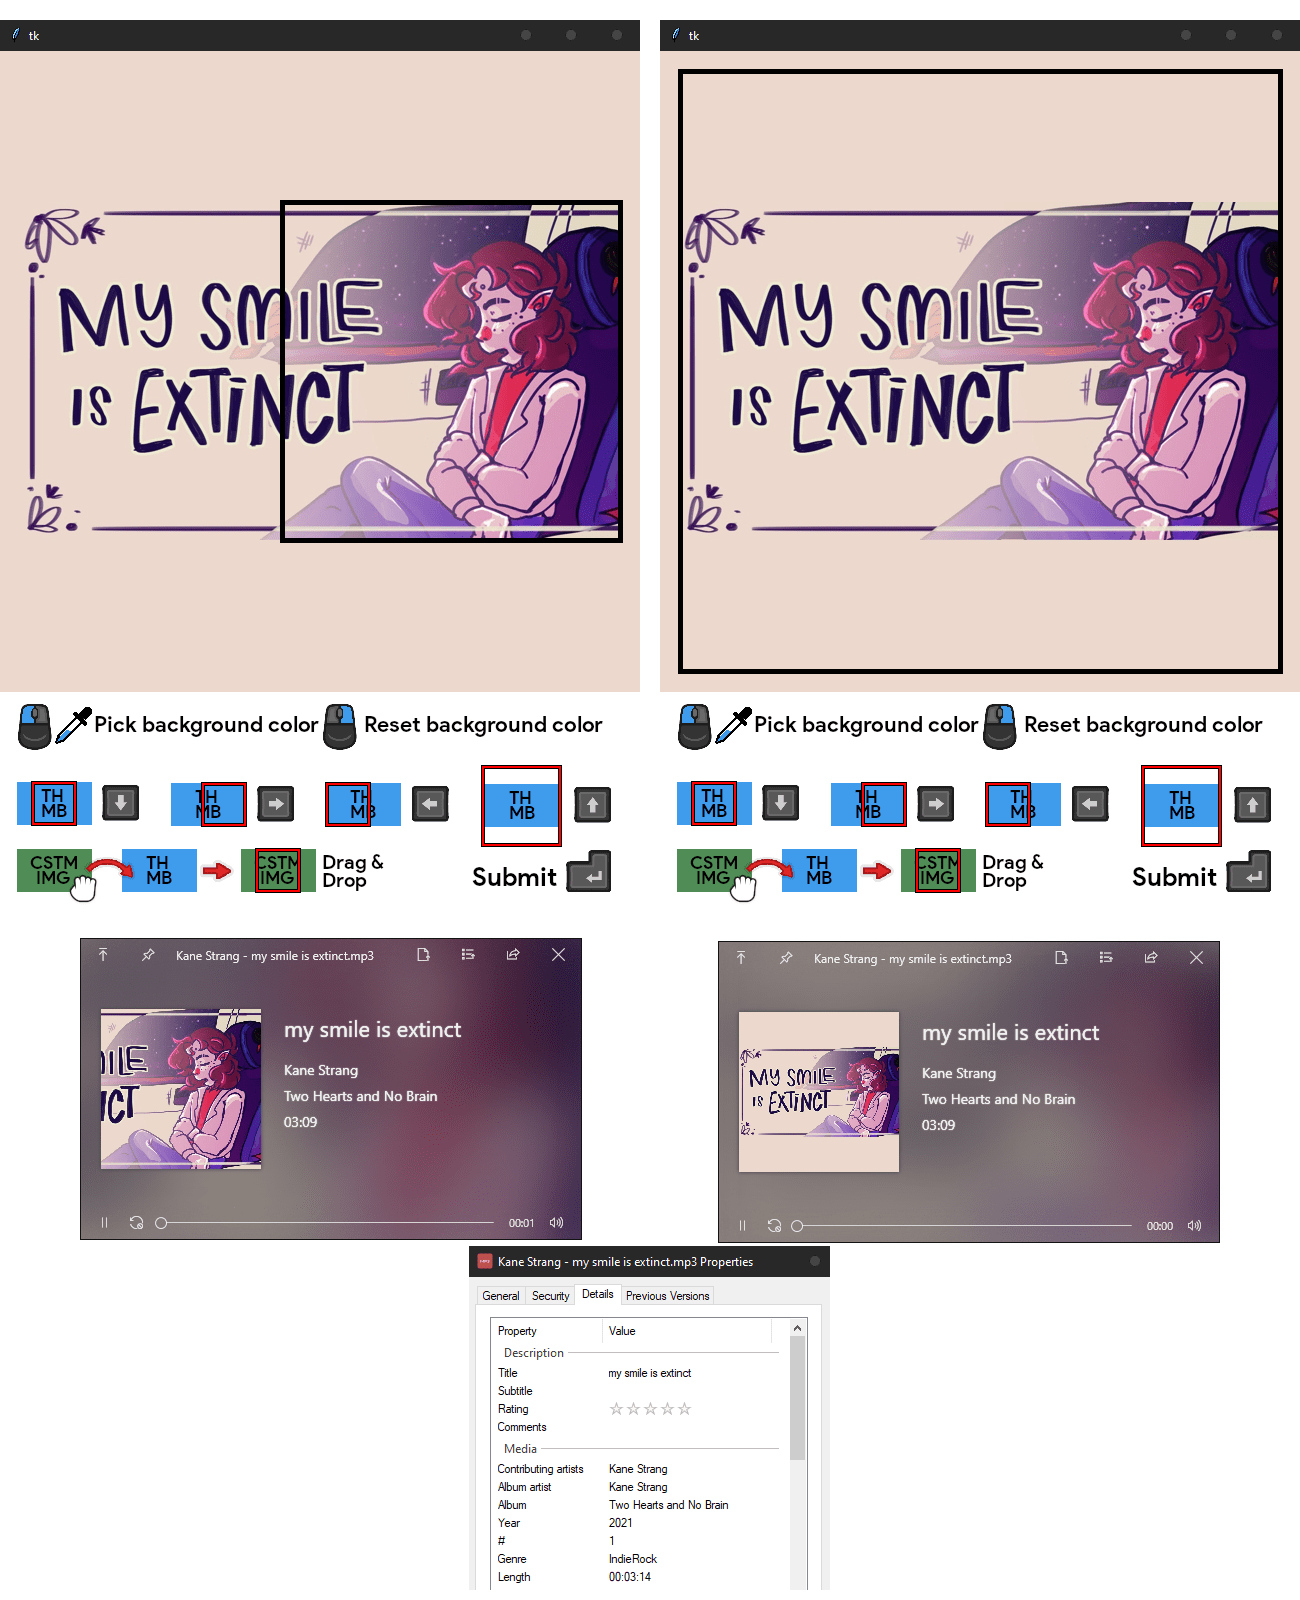 tk
tk
MY SMILE
IS EXTINCT
MY SMILE
IS EXTINCT
Pick background color
Reset background color
Pick background color
Reset background color
TH
MB
TH
MB
TH
MB
TH
MB
TH
MB
TH
MB
TH
MB
TH
MB
CSTM
IMG
TH
MB
CSTM
IMG
Drag &
Drop
Submit
CSTM
IMG
TH
MB
CSTM
IMG
Drag &
Drop
Submit
Kane Strang - my smile is extinct.mp3
my smile is extinct
Kane Strang
Two Hearts and No Brain
03:09
00:01
Kane Strang - my smile is extinct.mp3
MY SMILE
IS EXTINCT
my smile is extinct
Kane Strang
Two Hearts and No Brain
03:09
00:00
Kane Strang - my smile is extinct.mp3 Properties
General Security Details Previous Versions
Property Value
Description
Title my smile is extinct
Subtitle
Rating
Comments
Media
Contributing artists Kane Strang
Album artist Kane Strang
Album Two Hearts and No Brain
Year 2021
# 1
Genre IndieRock
Length 00:03:14